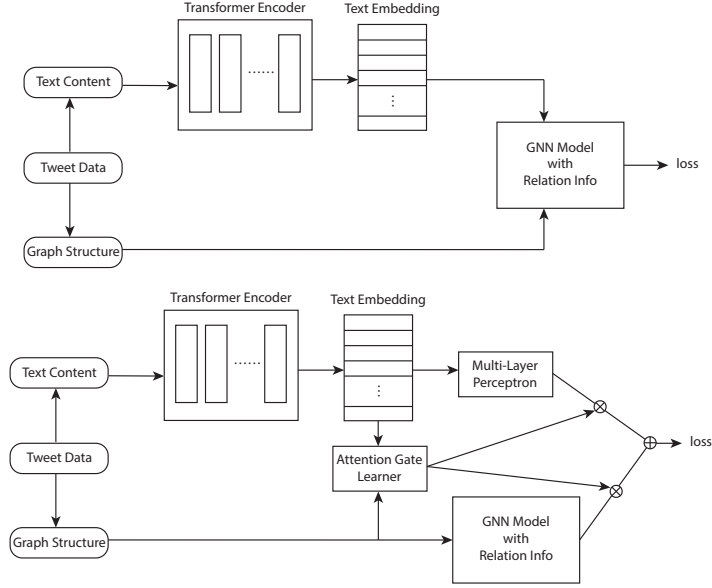 Transformer Encoder
Text Embedding
Text Content
......
⋮
GNN Model
with
Relation Info
loss
Tweet Data
Graph Structure
Transformer Encoder
Text Embedding
Text Content
......
⋮
Multi-Layer
Perceptron
loss
Tweet Data
Attention Gate
Learner
Graph Structure
GNN Model
with
Relation Info